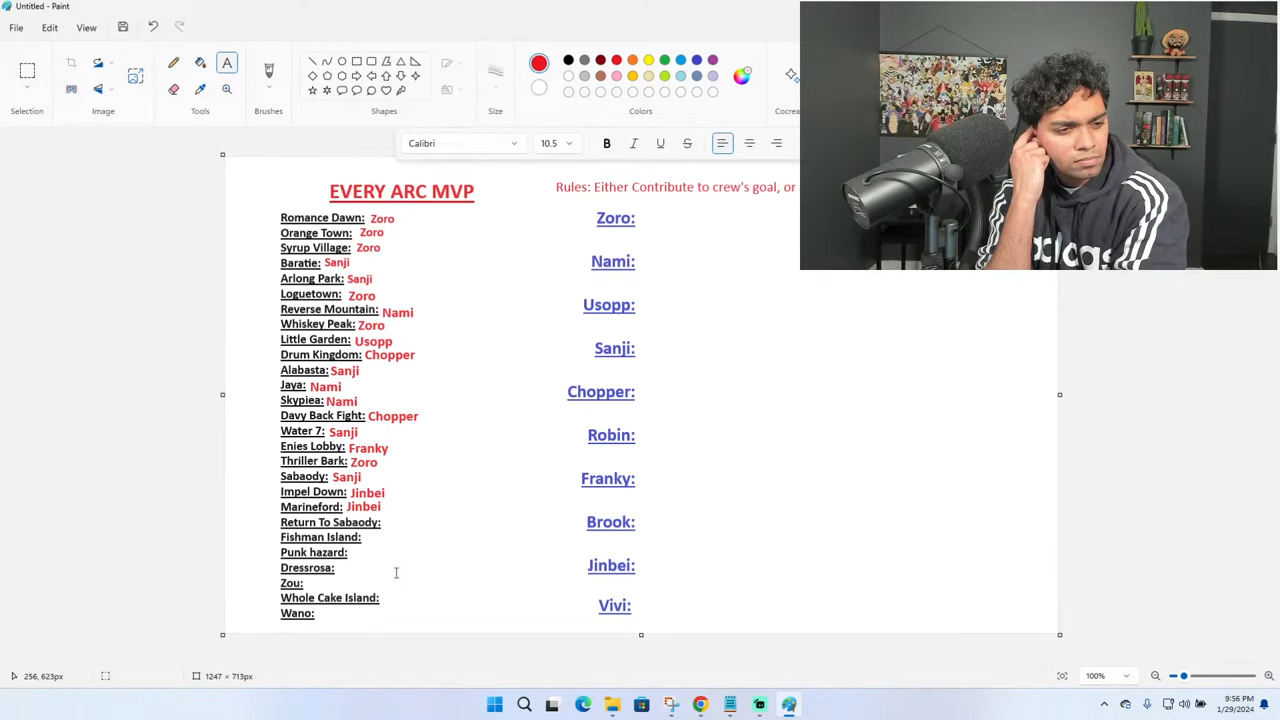 Untitled - Paint
File Edit View
Selection Image Tools Brushes Shapes Size Colors Cocrea
Calibri 10.5 B I U S
EVERY ARC MVP
Rules: Either Contribute to crew's goal, or
Romance Dawn: Zoro
Orange Town: Zoro
Syrup Village: Zoro
Baratie: Sanji
Arlong Park: Sanji
Loguetown: Zoro
Reverse Mountain: Nami
Whiskey Peak: Zoro
Little Garden: Usopp
Drum Kingdom: Chopper
Alabasta: Sanji
Jaya: Nami
Skypiea: Nami
Davy Back Fight: Chopper
Water 7: Sanji
Enies Lobby: Franky
Thriller Bark: Zoro
Sabaody: Sanji
Impel Down: Jinbei
Marineford: Jinbei
Return To Sabaody:
Fishman Island:
Punk hazard:
Dressrosa:
Zou:
Whole Cake Island:
Wano:
Zoro:
Nami:
Usopp:
Sanji:
Chopper:
Robin:
Franky:
Brook:
Jinbei:
Vivi:
256, 623px
1247 × 713px
100%
9:56 PM
1/29/2024